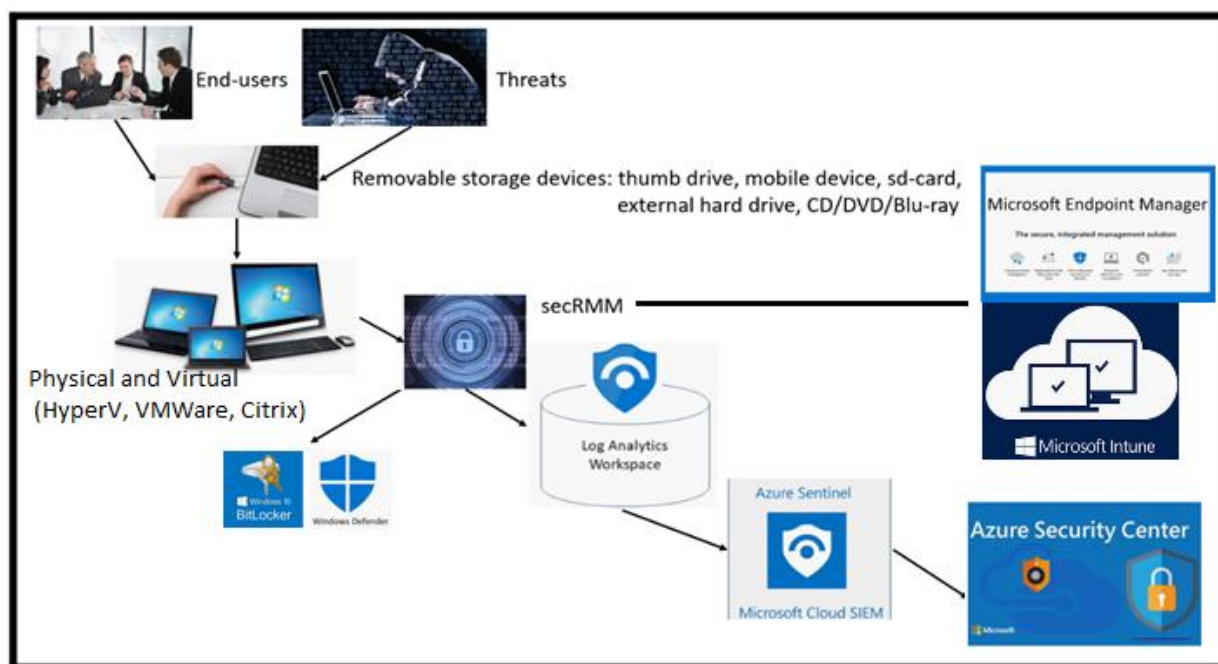 End-users
Threats
Removable storage devices: thumb drive, mobile device, sd-card,
external hard drive, CD/DVD/Blu-ray
Microsoft Endpoint Manager
The secure, integrated management solution
secRMM
Physical and Virtual
(HyperV, VMWare, Citrix)
Log Analytics
Workspace
Microsoft Intune
Windows 10
BitLocker
Windows Defender
Azure Sentinel
Microsoft Cloud SIEM
Azure Security Center
Microsoft